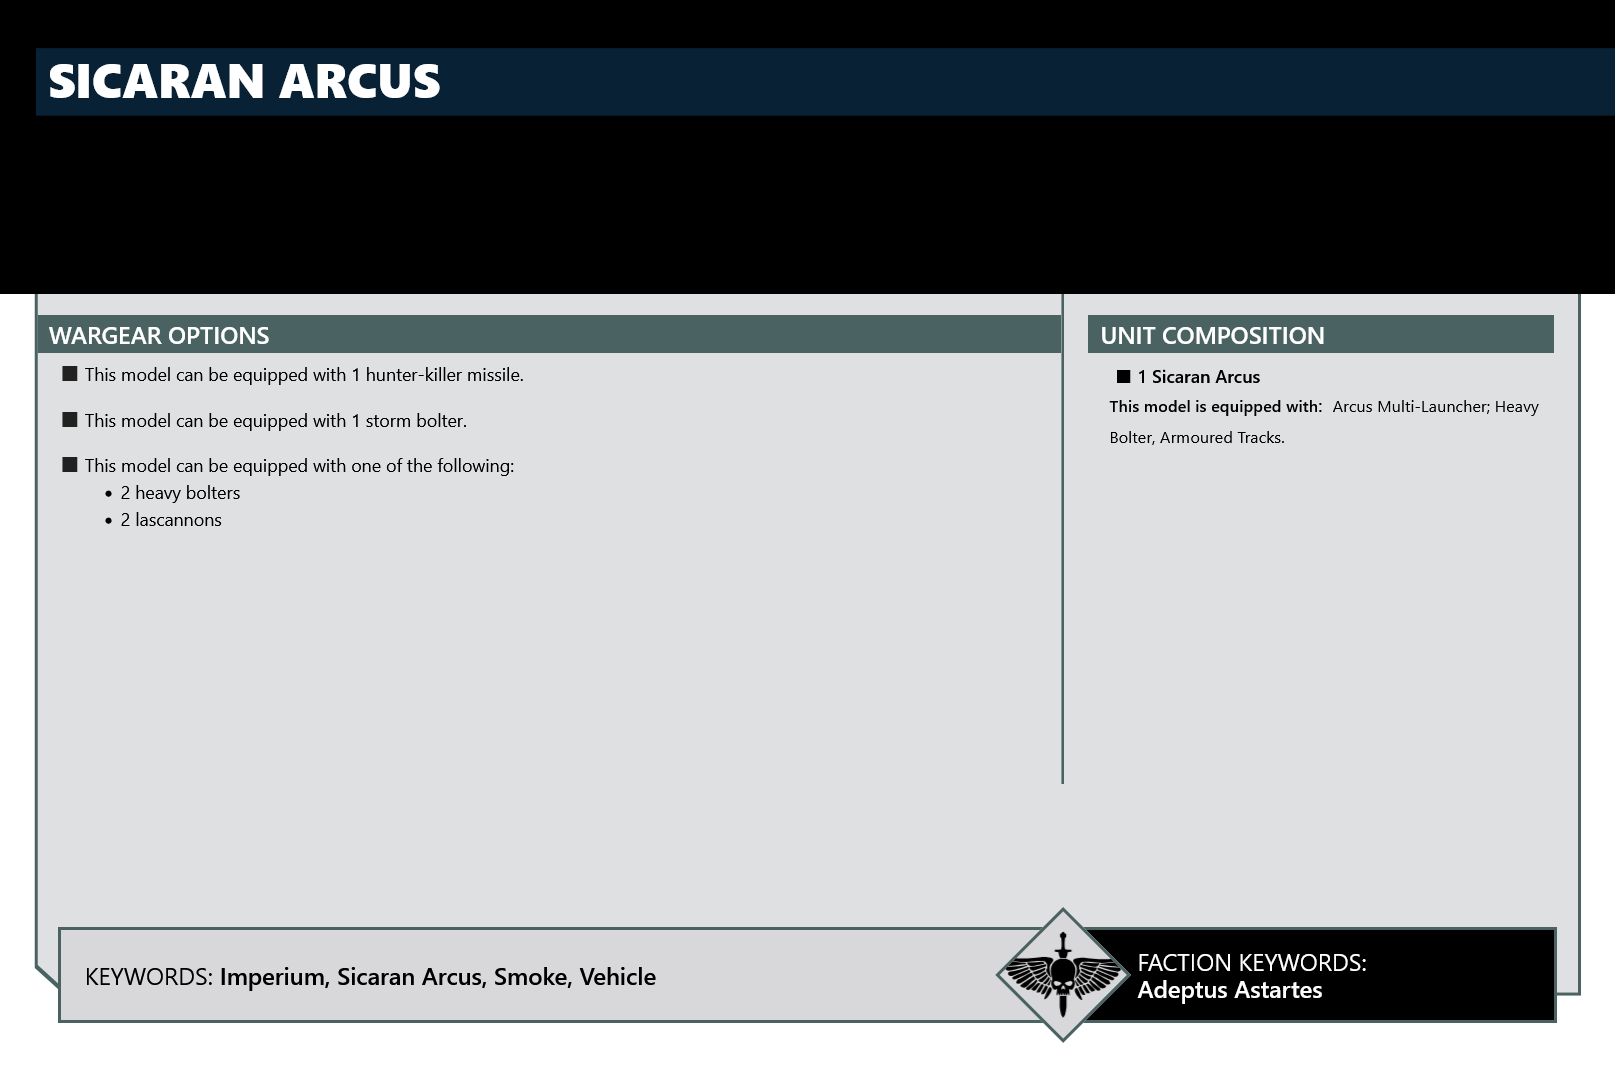 SICARAN ARCUS
WARGEAR OPTIONS
■ This model can be equipped with 1 hunter-killer missile.
■ This model can be equipped with 1 storm bolter.
■ This model can be equipped with one of the following:
• 2 heavy bolters
• 2 lascannons
UNIT COMPOSITION
■ 1 Sicaran Arcus
This model is equipped with: Arcus Multi-Launcher; Heavy
Bolter, Armoured Tracks.
KEYWORDS: Imperium, Sicaran Arcus, Smoke, Vehicle
FACTION KEYWORDS:
Adeptus Astartes